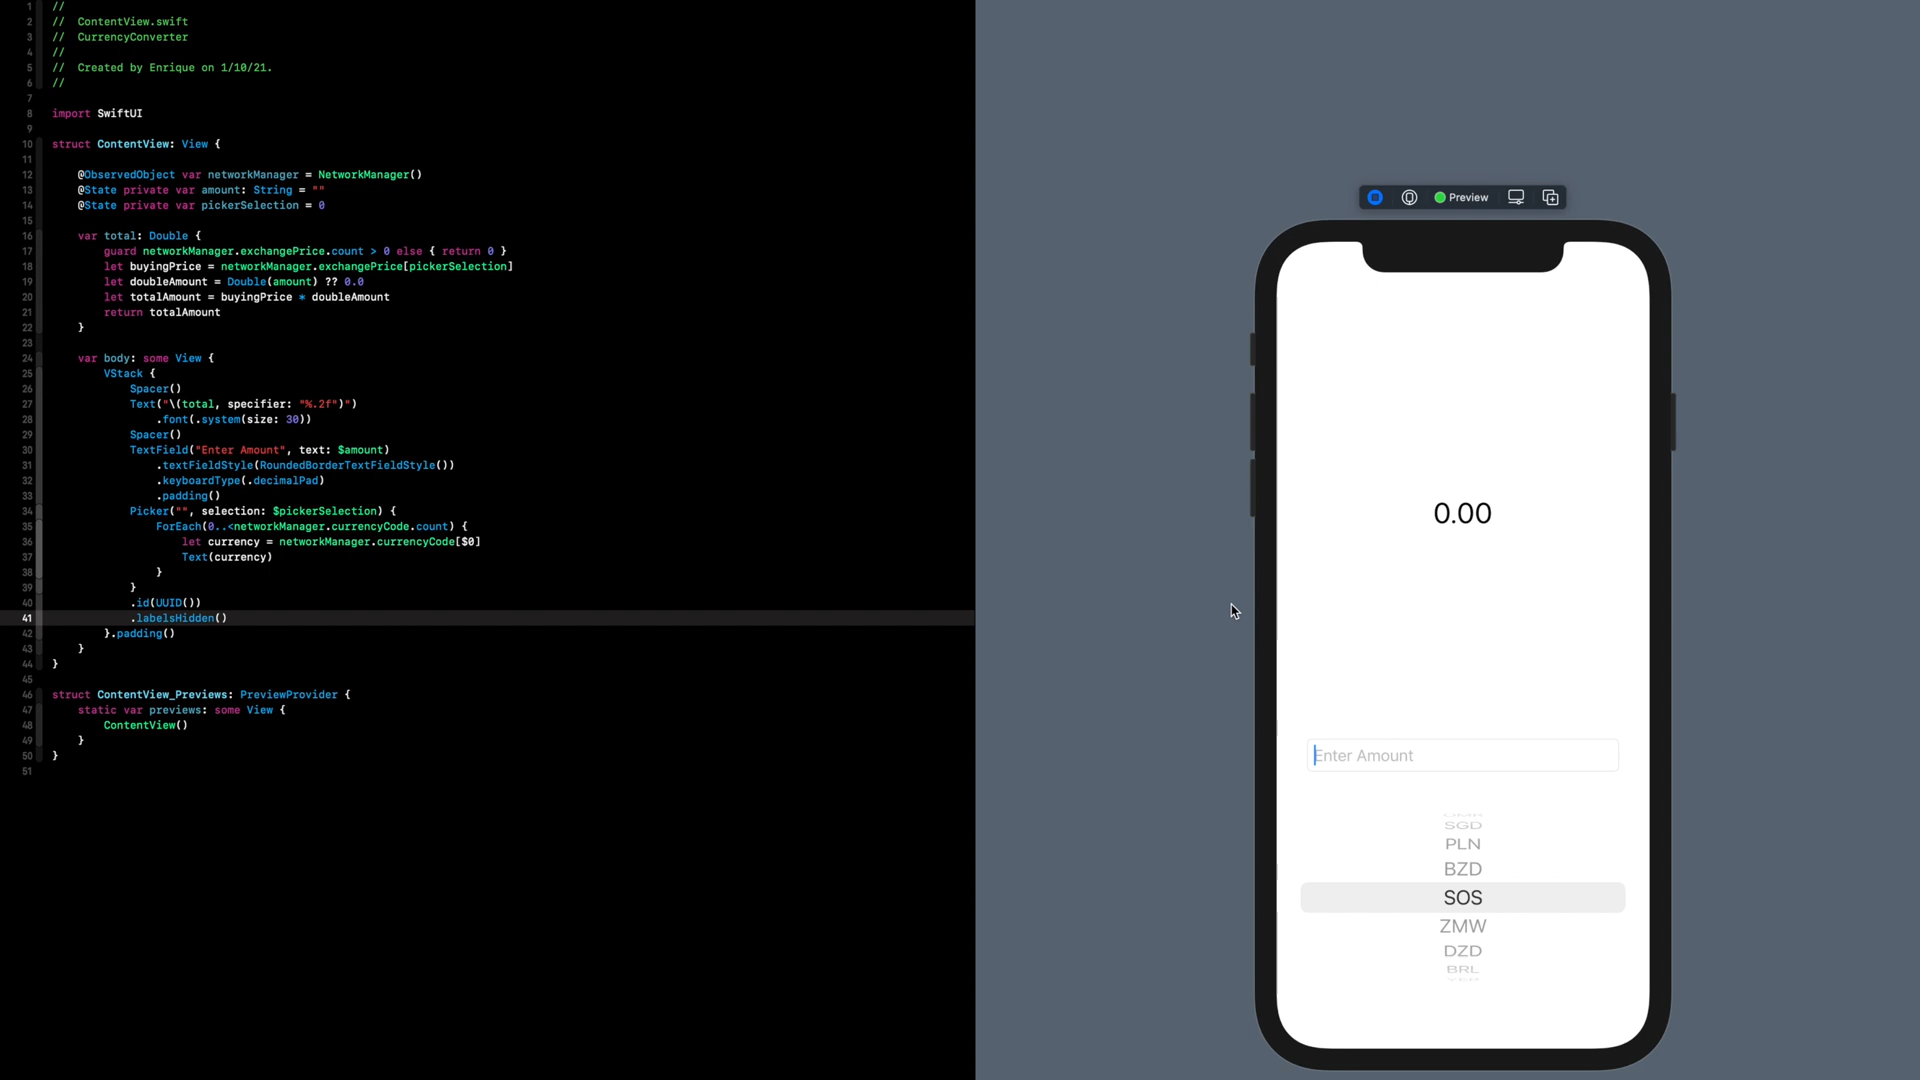 1 //
2 // ContentView.swift
3 // CurrencyConverter
4 //
5 // Created by Enrique on 1/10/21.
6 //
7
8 import SwiftUI
9
10 struct ContentView: View {
11
12 @ObservedObject var networkManager = NetworkManager()
13 @State private var amount: String = ""
14 @State private var pickerSelection = 0
15
16 var total: Double {
17 guard networkManager.exchangePrice.count > 0 else { return 0 }
18 let buyingPrice = networkManager.exchangePrice[pickerSelection]
19 let doubleAmount = Double(amount) ?? 0.0
20 let totalAmount = buyingPrice * doubleAmount
21 return totalAmount
22 }
23
24 var body: some View {
25 VStack {
26 Spacer()
27 Text("\(total, specifier: "%.2f")")
28 .font(.system(size: 30))
29 Spacer()
30 TextField("Enter Amount", text: $amount)
31 .textFieldStyle(RoundedBorderTextFieldStyle())
32 .keyboardType(.decimalPad)
33 .padding()
34 Picker("", selection: $pickerSelection) {
35 ForEach(0..<networkManager.currencyCode.count) {
36 let currency = networkManager.currencyCode[$0]
37 Text(currency)
38 }
39 }
40 .id(UUID())
41 .labelsHidden()
42 }.padding()
43 }
44 }
45
46 struct ContentView_Previews: PreviewProvider {
47 static var previews: some View {
48 ContentView()
49 }
50 }
51
Preview
0.00
Enter Amount
SGD
PLN
BZD
SOS
ZMW
DZD
BRL